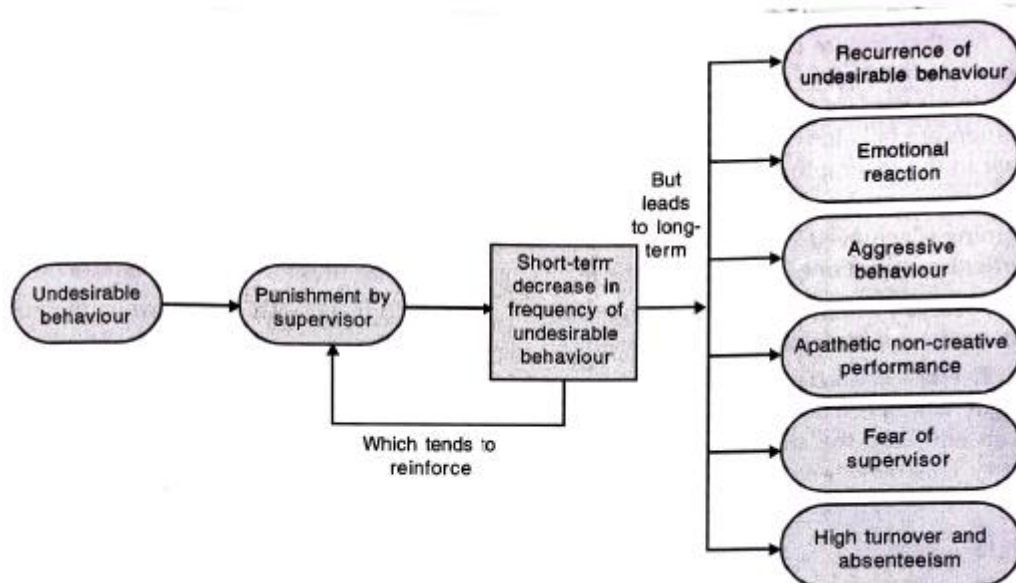 Undesirable
behaviour
Punishment by
supervisor
Short-term
decrease in
frequency of
undesirable
behaviour
Which tends to
reinforce
But
leads
to long-
term
Recurrence of
undesirable behaviour
Emotional
reaction
Aggressive
behaviour
Apathetic non-creative
performance
Fear of
supervisor
High turnover and
absenteeism